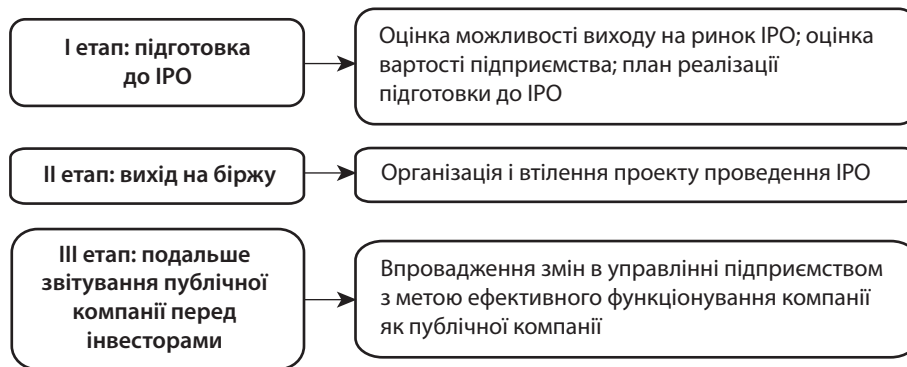 І етап: підготовка
до IPO
Оцінка можливості виходу на ринок IPO; оцінка
вартості підприємства; план реалізації
підготовки до IPO
ІІ етап: вихід на біржу
Організація і втілення проекту проведення IPO
ІІІ етап: подальше
звітування публічної
компанії перед
інвесторами
Впровадження змін в управлінні підприємством
з метою ефективного функціонування компанії
як публічної компанії